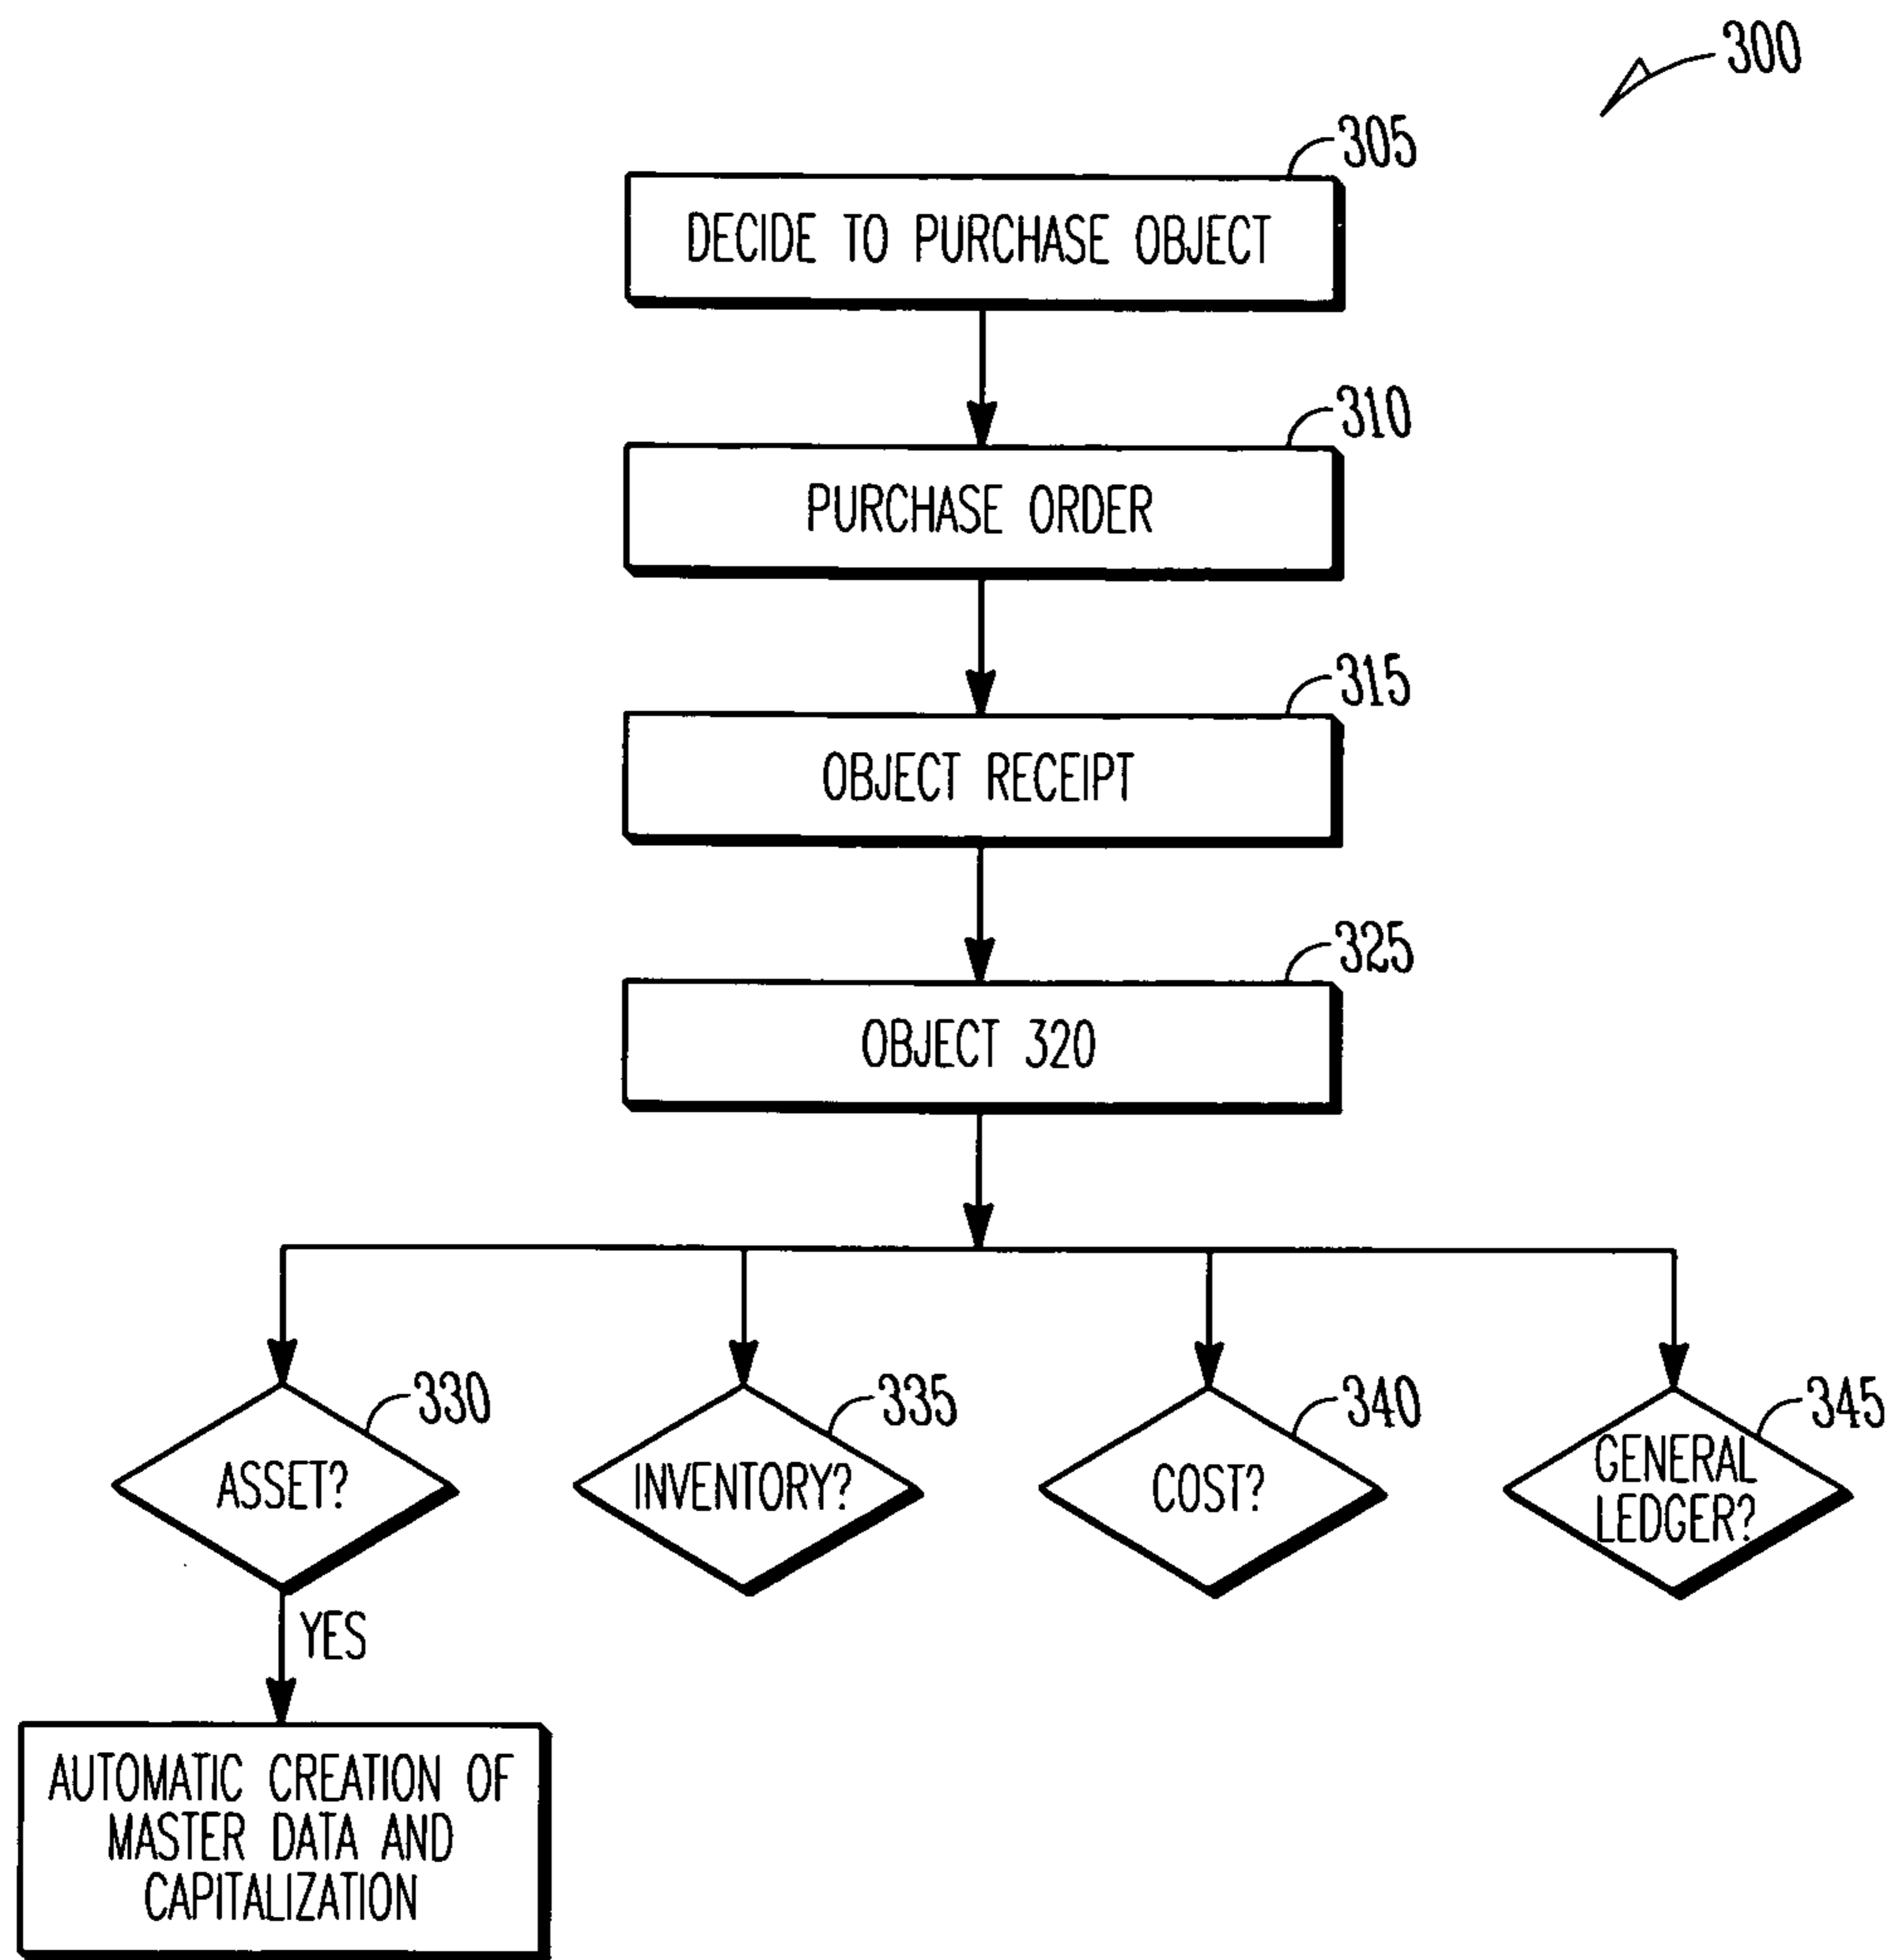 300
305
DECIDE TO PURCHASE OBJECT
310
PURCHASE ORDER
315
OBJECT RECEIPT
325
OBJECT 320
330
ASSET?
335
INVENTORY?
340
COST?
345
GENERAL
LEDGER?
YES
AUTOMATIC CREATION OF
MASTER DATA AND
CAPITALIZATION